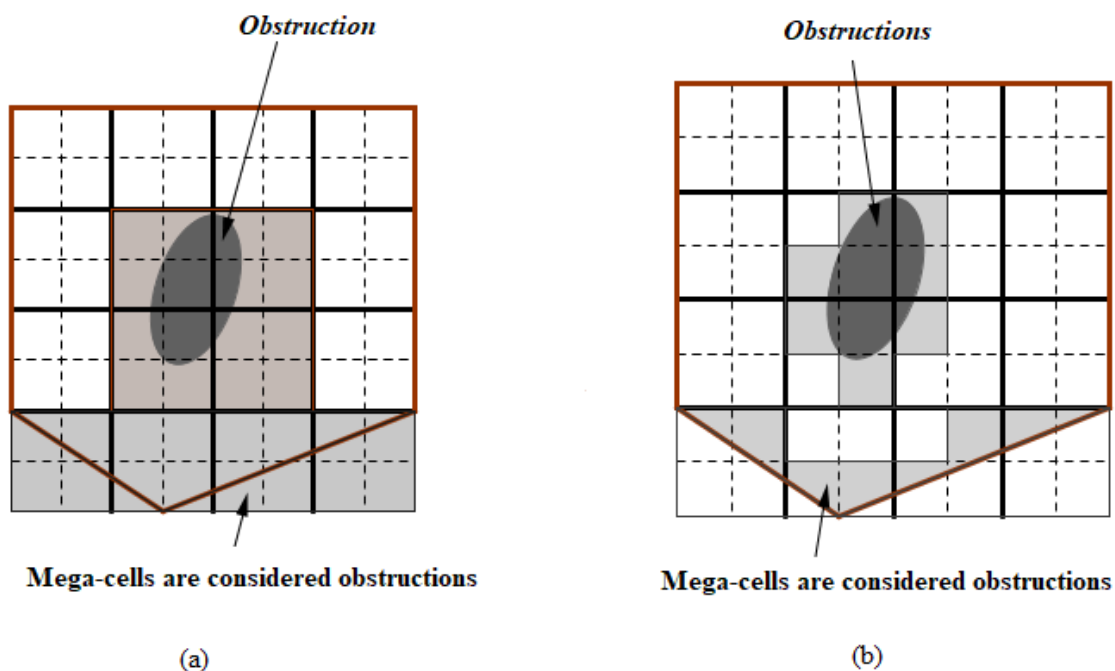 Obstruction
Obstructions
Mega-cells are considered obstructions
Mega-cells are considered obstructions
(a)
(b)